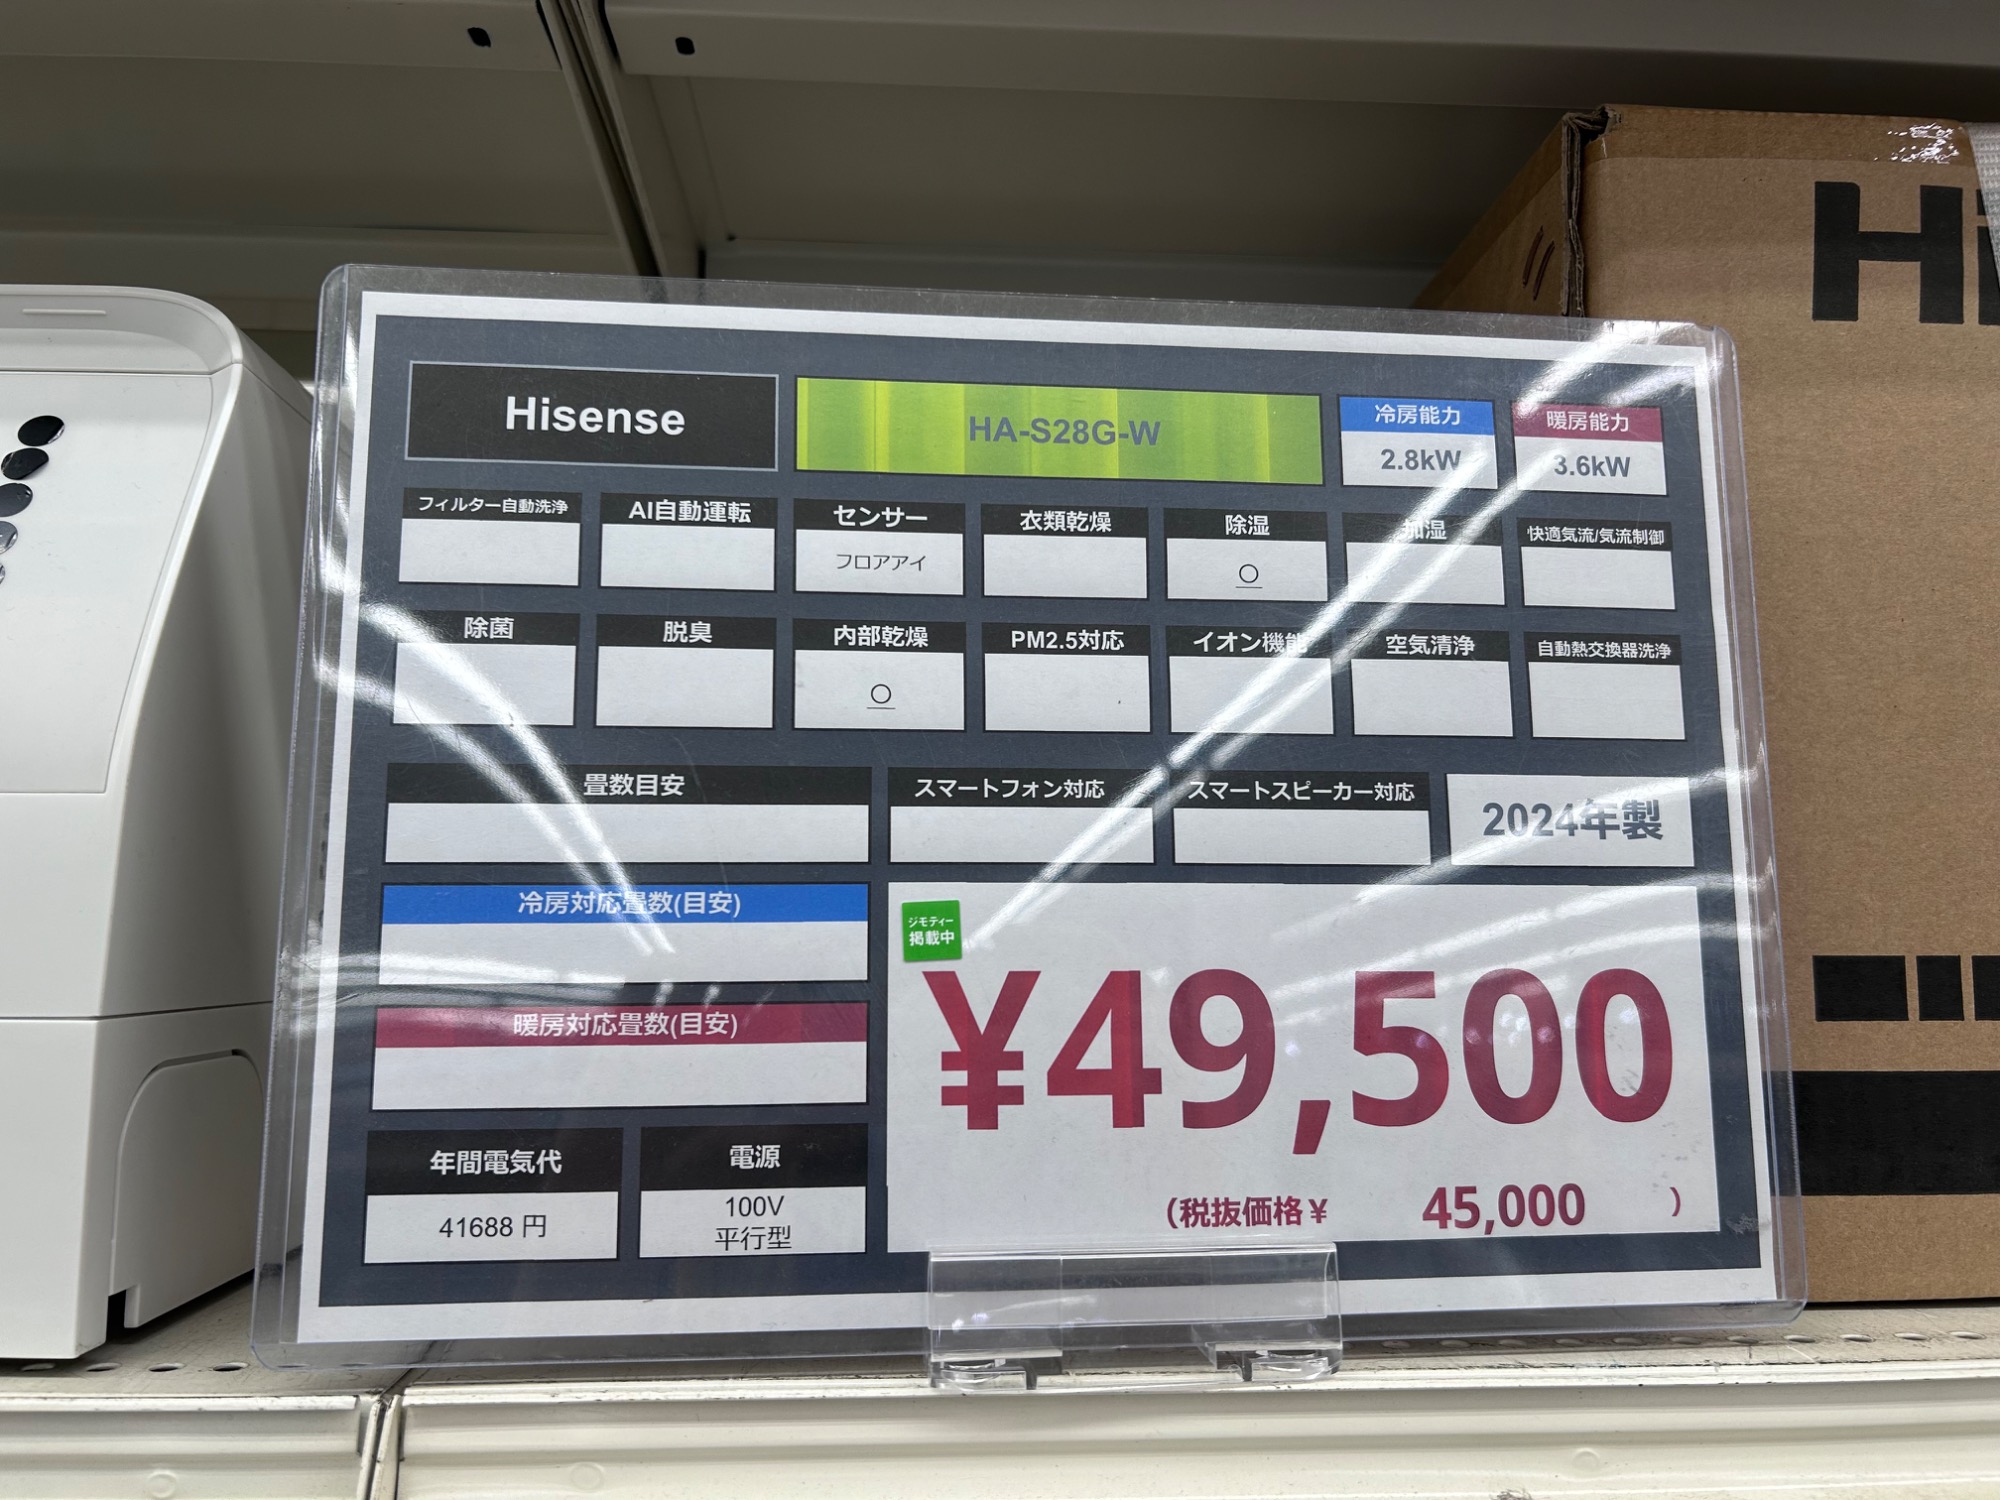 Hi
Hisense
HA-S28G-W
冷房能力
2.8kW
暖房能力
3.6kW
フィルター自動洗浄
AI自動運転
センサー
フロアアイ
衣類乾燥
除湿
○
加湿
快適気流/気流制御
除菌
脱臭
内部乾燥
○
PM2.5対応
イオン機能
空気清浄
自動熱交換器洗浄
畳数目安
スマートフォン対応
スマートスピーカー対応
2024年製
冷房対応畳数(目安)
暖房対応畳数(目安)
年間電気代
41688 円
電源
100V
平行型
ジモティー
掲載中
¥49,500
(税抜価格¥ 45,000 )